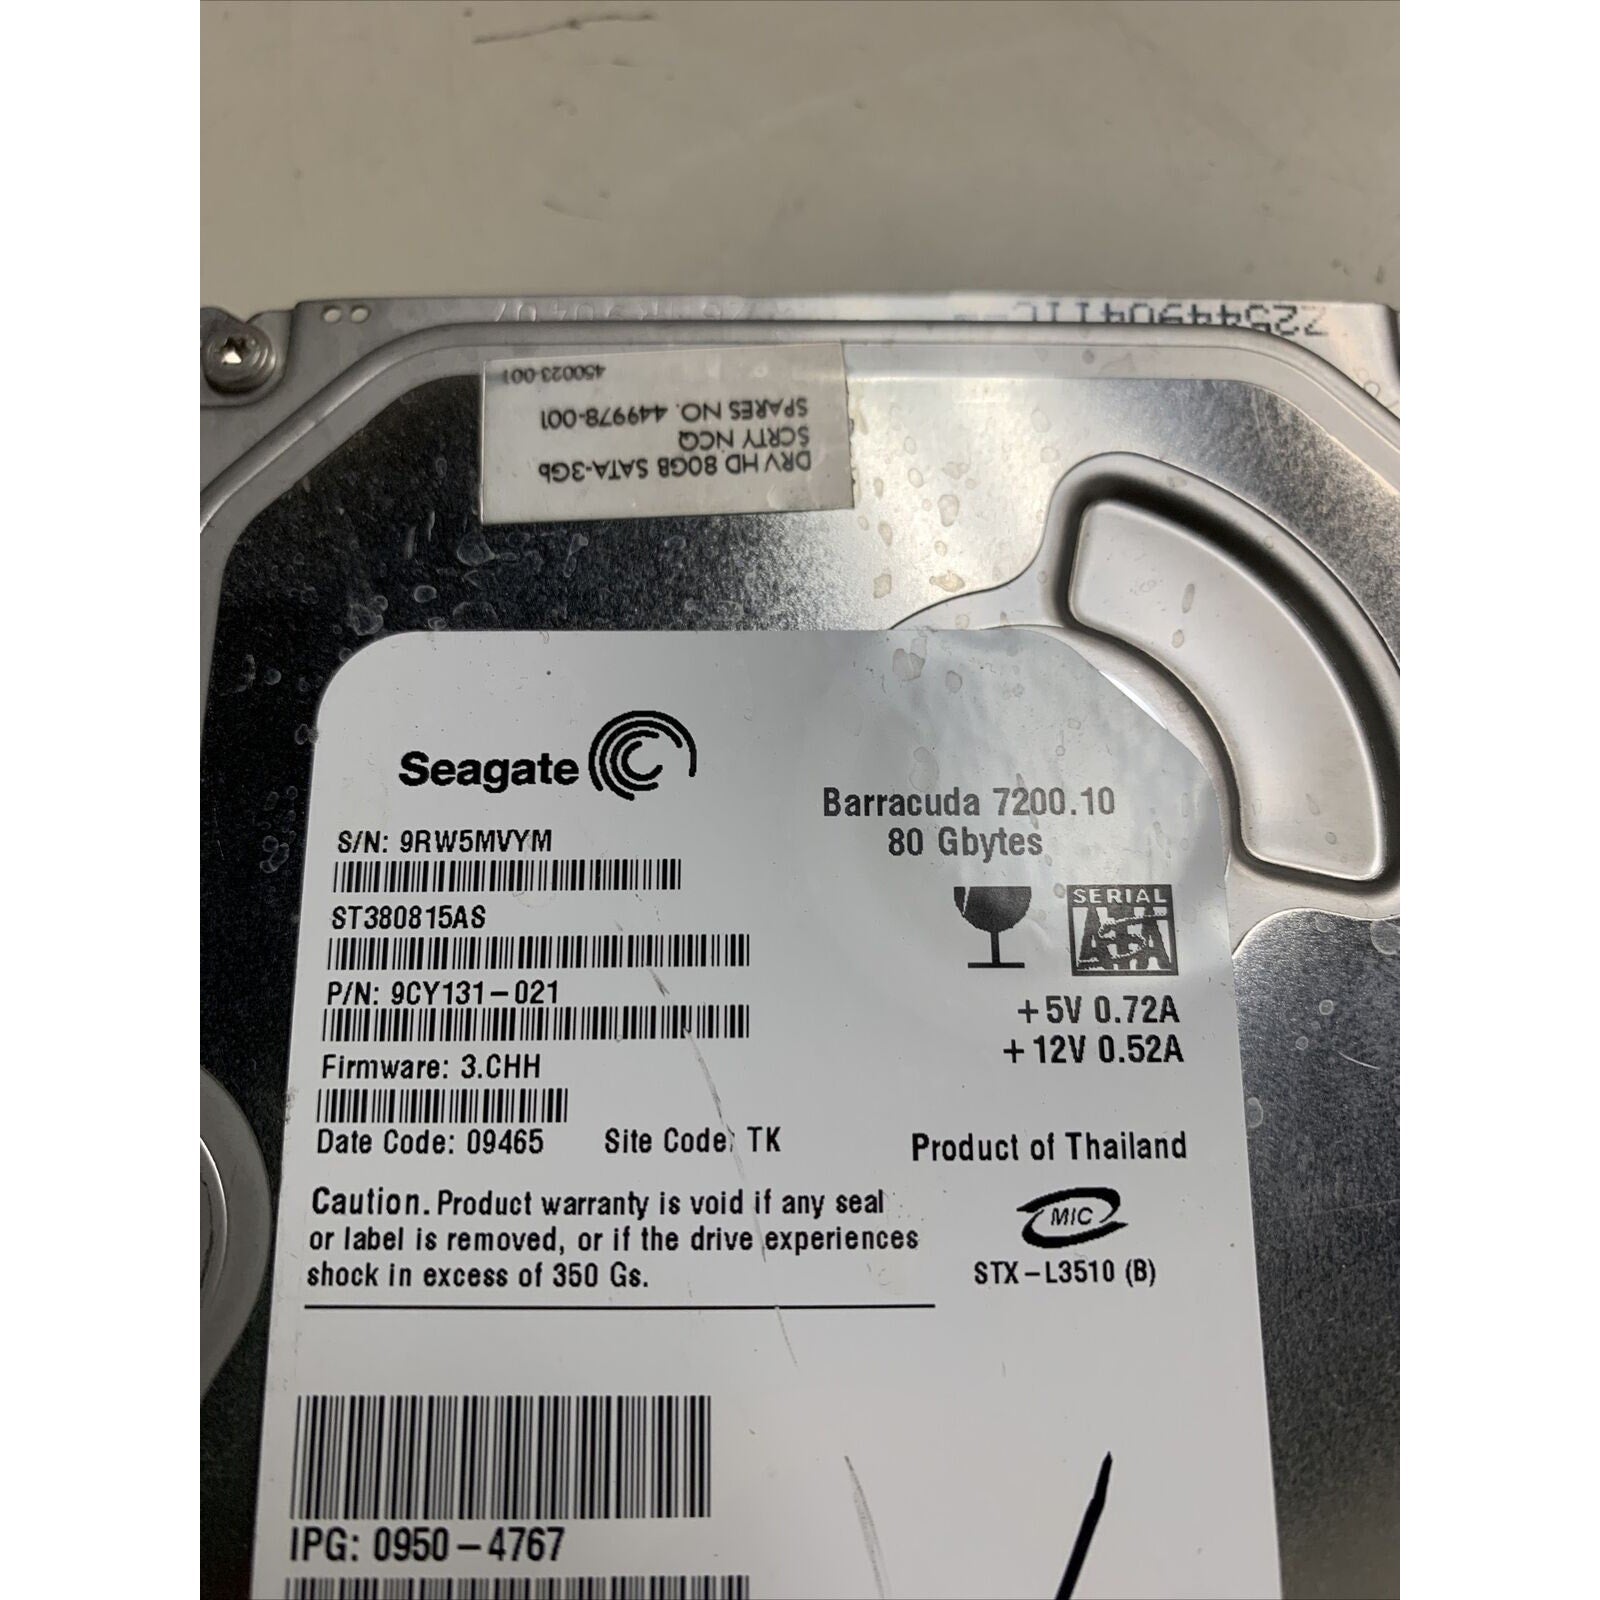 450023-001
DRV HD 80GB SATA-3Gb
SCRTY NCQ
SPARES NO. 449978-001
Seagate
Barracuda 7200.10
80 Gbytes
S/N: 9RW5MVYM
ST380815AS
SERIAL
ATA
P/N: 9CY131-021
+5V 0.72A
+12V 0.52A
Firmware: 3.CHH
Date Code: 09465 Site Code: TK
Product of Thailand
Caution. Product warranty is void if any seal
or label is removed, or if the drive experiences
shock in excess of 350 Gs.
MIC
STX-L3510 (B)
IPG: 0950-4767